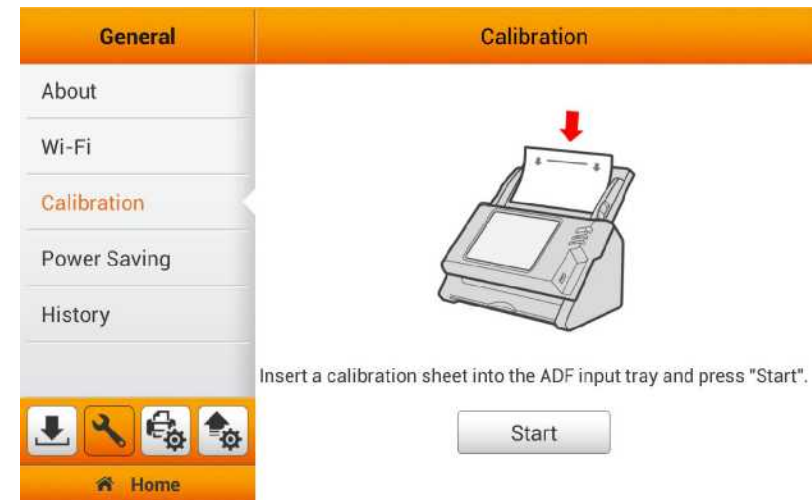 General
Calibration
About
Wi-Fi
Calibration
Power Saving
History
Insert a calibration sheet into the ADF input tray and press "Start".
Start
Home